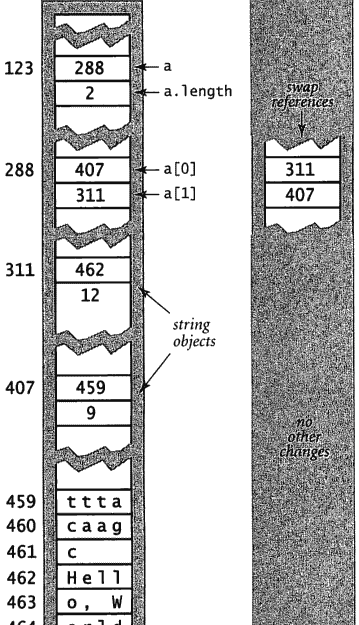 123 288 a
2 a.length
swap
references
288 407 a[0] 311
311 a[1] 407
311 462
12
string
objects
407 459
9
no
other
changes
459 ttta
460 caag
461 c
462 Hell
463 o, W